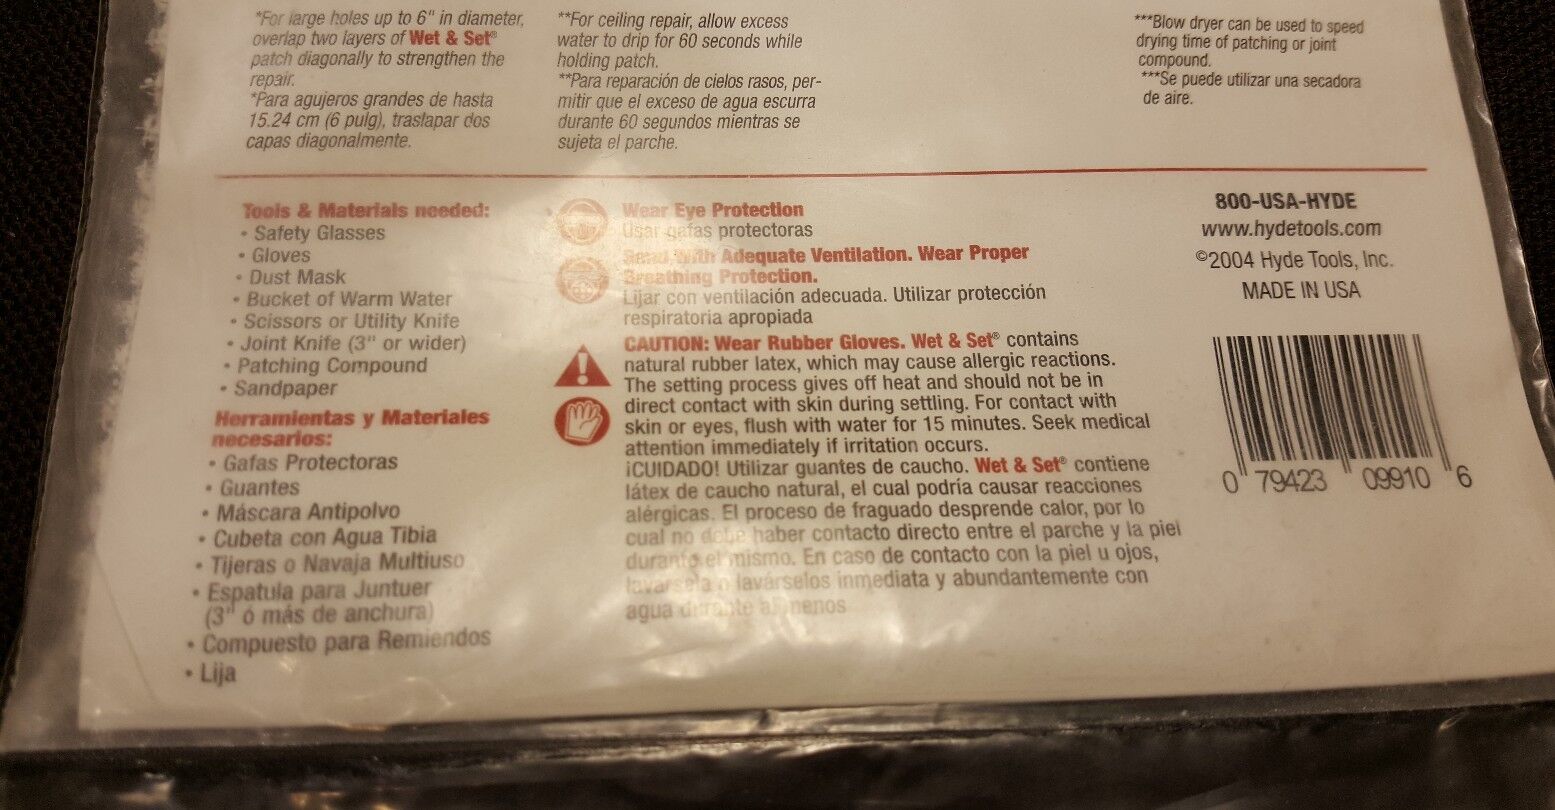 *For large holes up to 6" in diameter,
overlap two layers of Wet & Set®
patch diagonally to strengthen the
repair.
*Para agujeros grandes de hasta
15.24 cm (6 pulg), traslapar dos
capas diagonalmente.
**For ceiling repair, allow excess
water to drip for 60 seconds while
holding patch.
**Para reparación de cielos rasos, per-
mitir que el exceso de agua escurra
durante 60 segundos mientras se
sujeta el parche.
***Blow dryer can be used to speed
drying time of patching or joint
compound.
***Se puede utilizar una secadora
de aire.
Tools & Materials needed:
• Safety Glasses
• Gloves
• Dust Mask
• Bucket of Warm Water
• Scissors or Utility Knife
• Joint Knife (3" or wider)
• Patching Compound
• Sandpaper
Herramientas y Materiales
necesarios:
• Gafas Protectoras
• Guantes
• Máscara Antipolvo
• Cubeta con Agua Tibia
• Tijeras o Navaja Multiuso
• Espatula para Juntuer
(3" ó más de anchura)
• Compuesto para Remiendos
• Lija
Wear Eye Protection
Usar gafas protectoras
Sand With Adequate Ventilation. Wear Proper
Breathing Protection.
Lijar con ventilación adecuada. Utilizar protección
respiratoria apropiada
CAUTION: Wear Rubber Gloves. Wet & Set® contains
natural rubber latex, which may cause allergic reactions.
The setting process gives off heat and should not be in
direct contact with skin during settling. For contact with
skin or eyes, flush with water for 15 minutes. Seek medical
attention immediately if irritation occurs.
¡CUIDADO! Utilizar guantes de caucho. Wet & Set® contiene
látex de caucho natural, el cual podría causar reacciones
alérgicas. El proceso de fraguado desprende calor, por lo
cual no debe haber contacto directo entre el parche y la piel
durante el mismo. En caso de contacto con la piel u ojos,
lavársela o lavárselos inmediata y abundantemente con
agua durante al menos
800-USA-HYDE
www.hydetools.com
©2004 Hyde Tools, Inc.
MADE IN USA
0 79423 09910 6